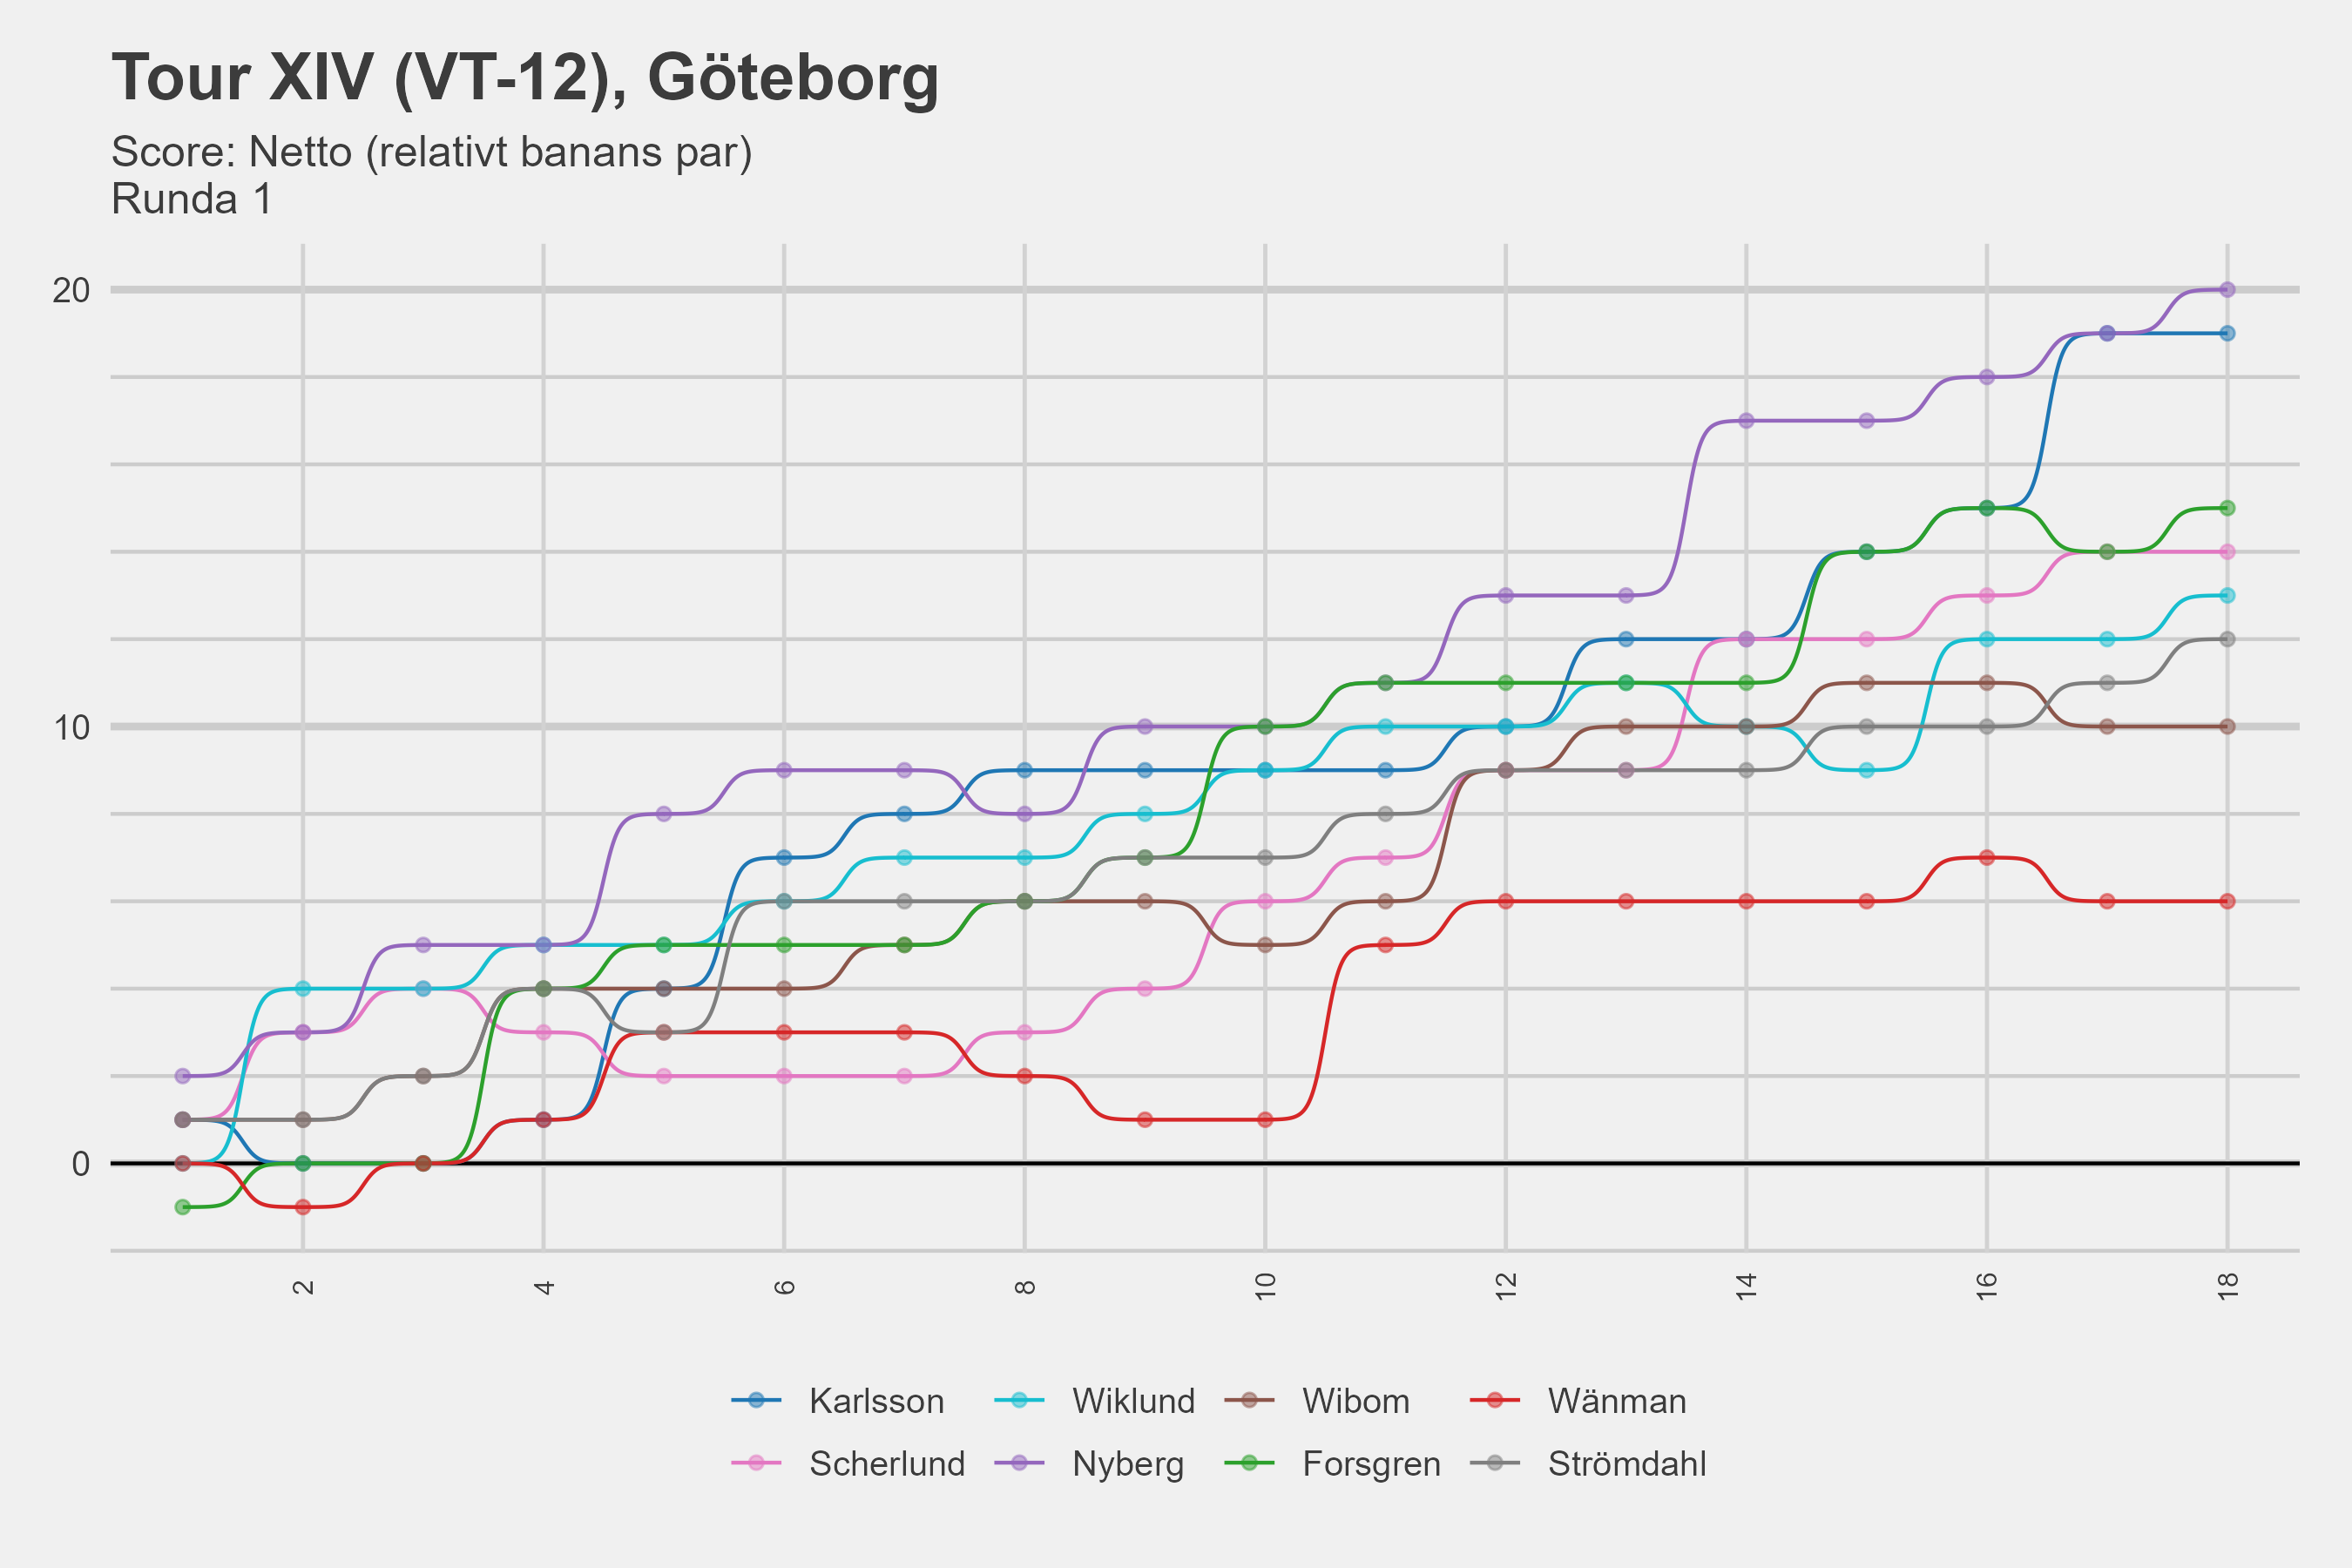 Tour XIV (VT-12), Göteborg
Score: Netto (relativt banans par)
Runda 1
20
10
0
2 4 6 8 10 12 14 16 18
Karlsson Wiklund Wibom Wänman
Scherlund Nyberg Forsgren Strömdahl